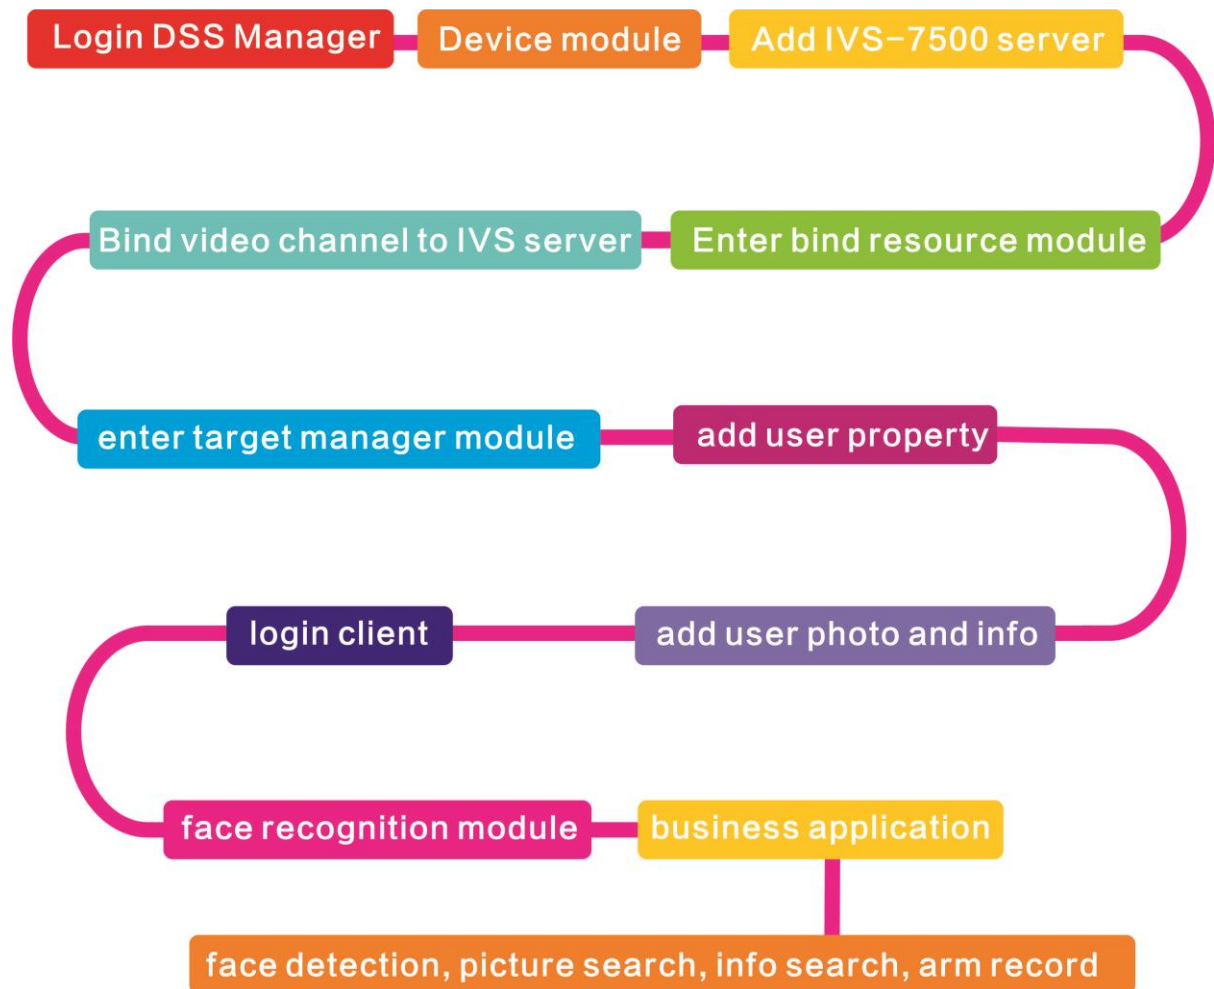 Login DSS Manager
Device module
Add IVS-7500 server
Bind video channel to IVS server
Enter bind resource module
enter target manager module
add user property
login client
add user photo and info
face recognition module
business application
face detection, picture search, info search, arm record